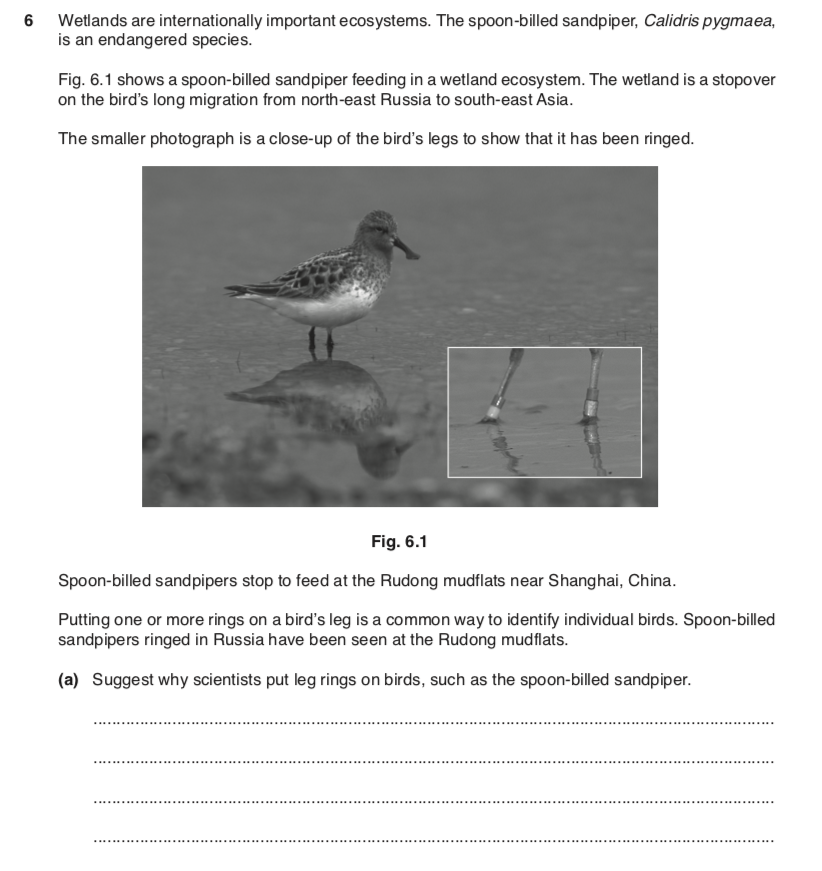 6 Wetlands are internationally important ecosystems. The spoon-billed sandpiper, Calidris pygmaea,
is an endangered species.
Fig. 6.1 shows a spoon-billed sandpiper feeding in a wetland ecosystem. The wetland is a stopover
on the bird's long migration from north-east Russia to south-east Asia.
The smaller photograph is a close-up of the bird's legs to show that it has been ringed.
Fig. 6.1
Spoon-billed sandpipers stop to feed at the Rudong mudflats near Shanghai, China.
Putting one or more rings on a bird's leg is a common way to identify individual birds. Spoon-billed
sandpipers ringed in Russia have been seen at the Rudong mudflats.
(a) Suggest why scientists put leg rings on birds, such as the spoon-billed sandpiper.